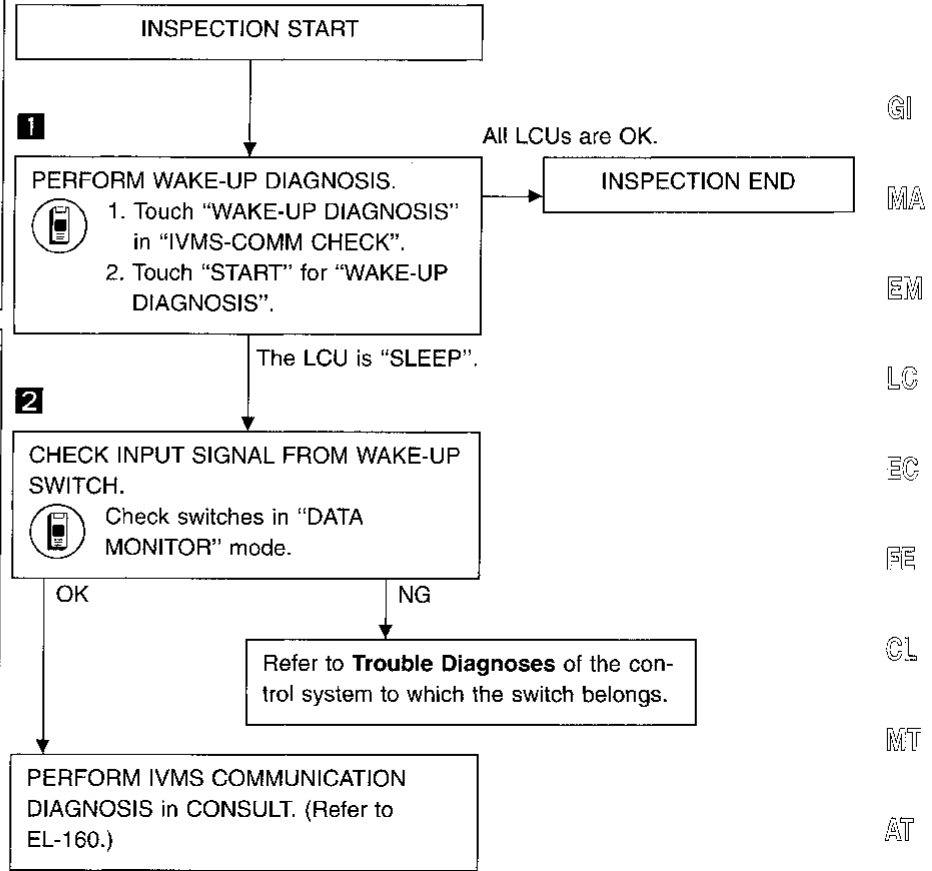 INSPECTION START
1
All LCUs are OK.
PERFORM WAKE-UP DIAGNOSIS.
1. Touch “WAKE-UP DIAGNOSIS”
in “IVMS-COMM CHECK”.
2. Touch “START” for “WAKE-UP
DIAGNOSIS”.
INSPECTION END
The LCU is “SLEEP”.
2
CHECK INPUT SIGNAL FROM WAKE-UP
SWITCH.
Check switches in “DATA
MONITOR” mode.
OK
NG
Refer to Trouble Diagnoses of the con-
trol system to which the switch belongs.
PERFORM IVMS COMMUNICATION
DIAGNOSIS in CONSULT. (Refer to
EL-160.)
GI
MA
EM
LC
EC
FE
CL
MT
AT